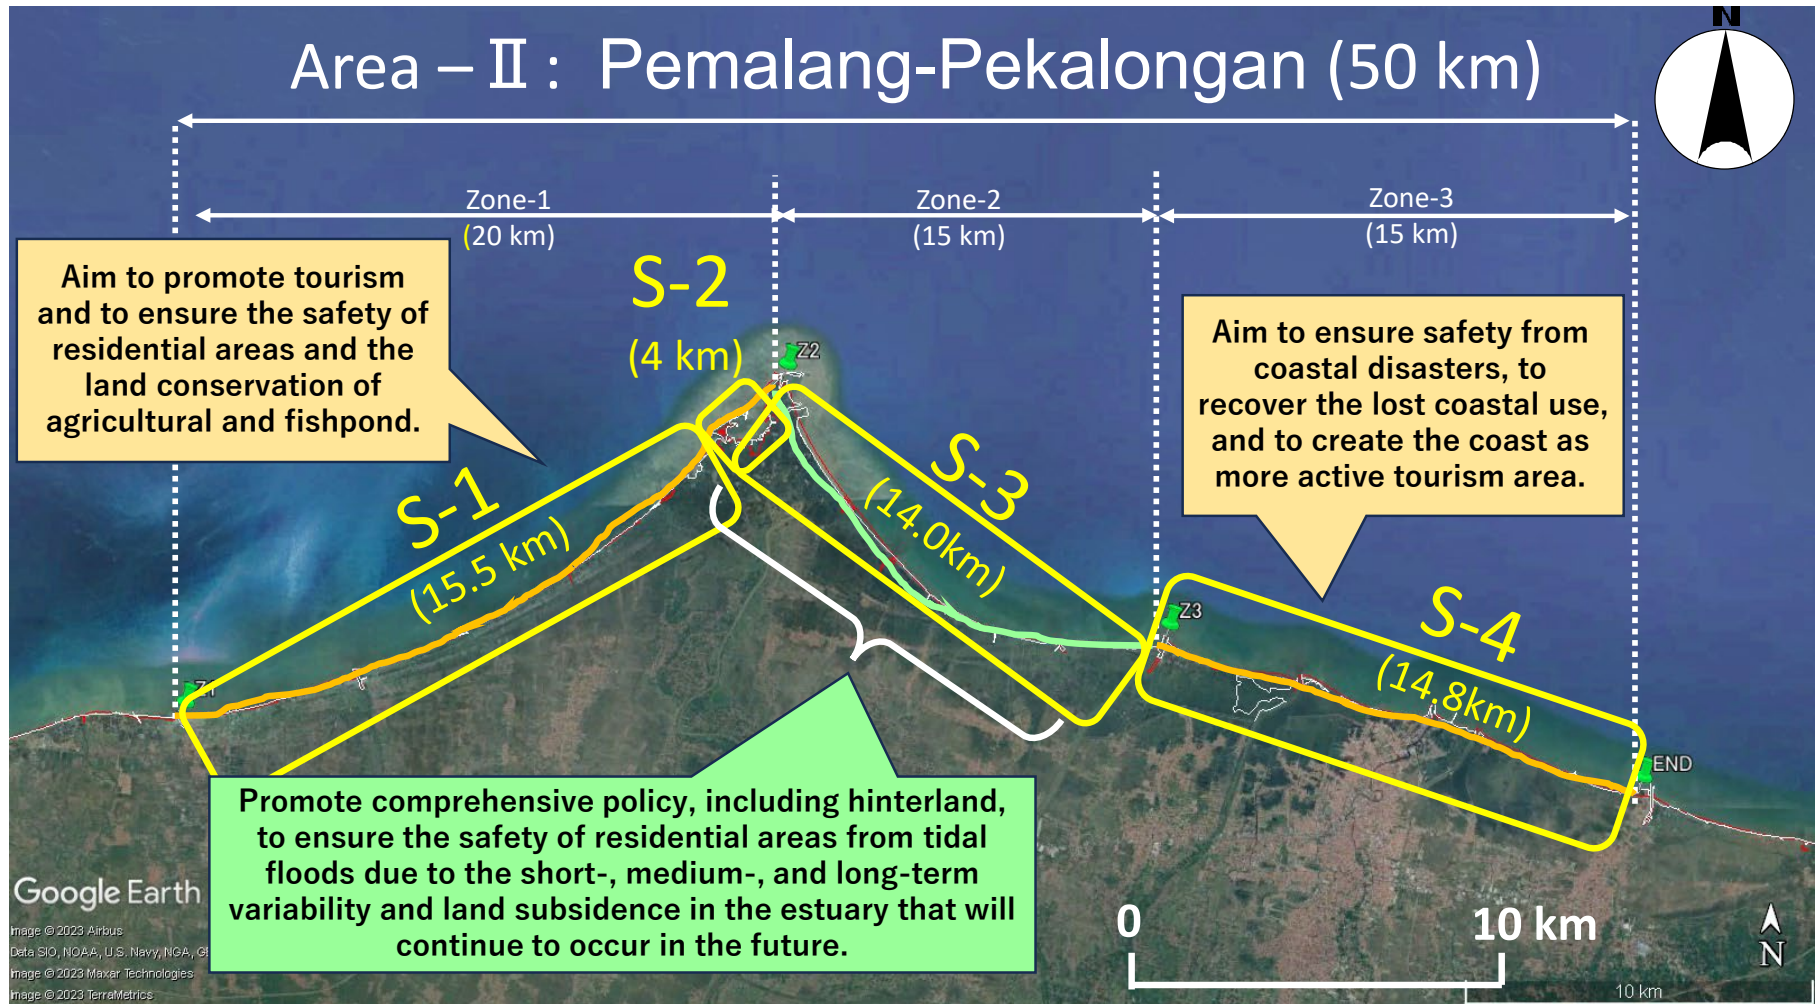 N
Area – Ⅱ : Pemalang-Pekalongan (50 km)
Zone-1
(20 km)
Zone-2
(15 km)
Zone-3
(15 km)
Aim to promote tourism
and to ensure the safety of
residential areas and the
land conservation of
agricultural and fishpond.
S-2
(4 km)
Z2
Aim to ensure safety from
coastal disasters, to
recover the lost coastal use,
and to create the coast as
more active tourism area.
S-1
(15.5 km)
S-3
(14.0km)
Z3
S-4
(14.8km)
Z1
END
Promote comprehensive policy, including hinterland,
to ensure the safety of residential areas from tidal
floods due to the short-, medium-, and long-term
variability and land subsidence in the estuary that will
continue to occur in the future.
Google Earth
Image © 2023 Airbus
Data SIO, NOAA, U.S. Navy, NGA,
Image © 2023 Maxar Technologies
Image © 2023 TerraMetrics
0
10 km
N
10 km